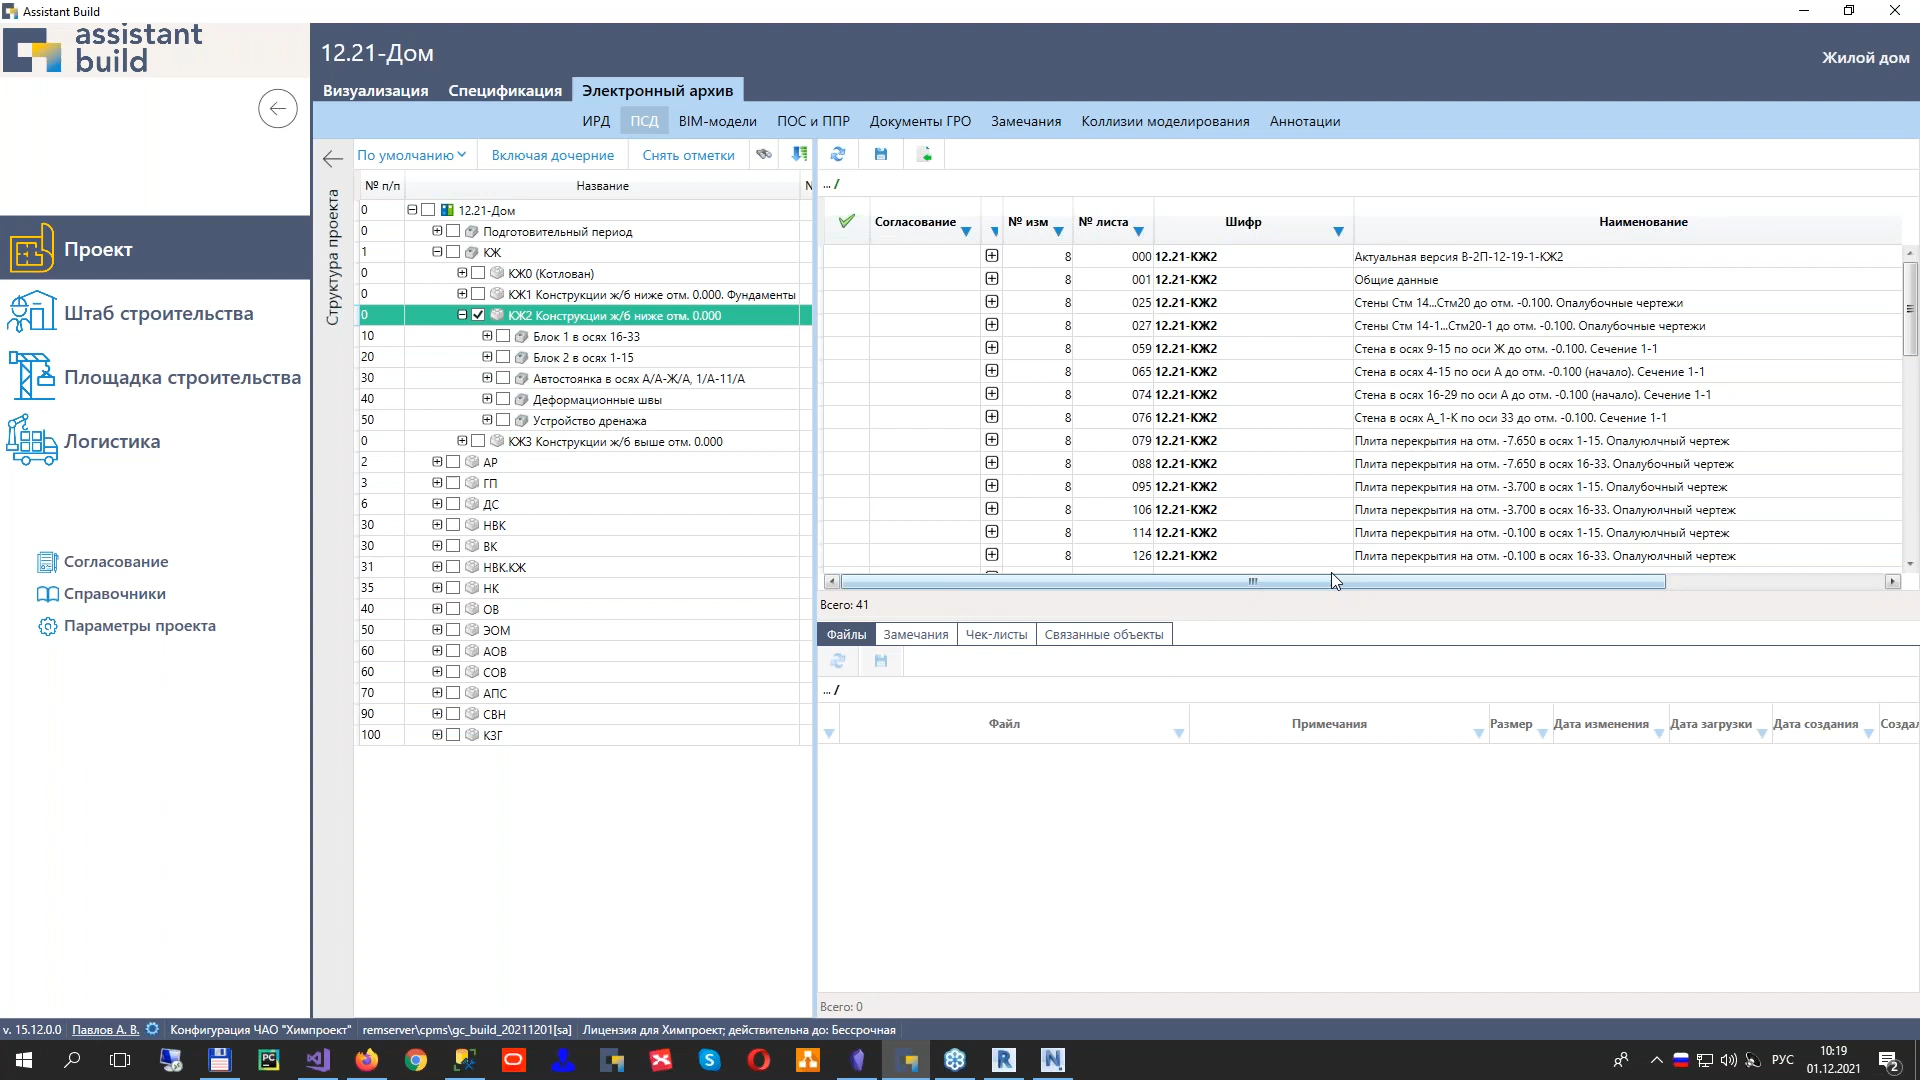 Assistant Build
assistant
build
12.21-Дом
Жилой дом
Визуализация Спецификация Электронный архив
ИРД ПСД BIM-модели ПОС и ППР Документы ГРО Замечания Коллизии моделирования Аннотации
Проект
Штаб строительства
Площадка строительства
Логистика
Согласование
Справочники
Параметры проекта
Структура проекта
По умолчанию Включая дочерние Снять отметки
№ п/п Название N
0 12.21-Дом
0 Подготовительный период
1 КЖ
0 КЖ0 (Котлован)
0 КЖ1 Конструкции ж/б ниже отм. 0.000. Фундаменты
0 КЖ2 Конструкции ж/б ниже отм. 0.000
10 Блок 1 в осях 16-33
20 Блок 2 в осях 1-15
30 Автостоянка в осях А/А-Ж/А, 1/А-11/А
40 Деформационные швы
50 Устройство дренажа
0 КЖ3 Конструкции ж/б выше отм. 0.000
2 АР
3 ГП
6 ДС
30 НВК
30 ВК
31 НВК.КЖ
35 НК
40 ОВ
50 ЭОМ
60 АОВ
60 СОВ
70 АПС
90 СВН
100 КЗГ
... /
Согласование № изм № листа Шифр Наименование
8 000 12.21-КЖ2 Актуальная версия В-2П-12-19-1-КЖ2
8 001 12.21-КЖ2 Общие данные
8 025 12.21-КЖ2 Стены Стм 14...Стм20 до отм. -0.100. Опалубочные чертежи
8 027 12.21-КЖ2 Стены Стм 14-1...Стм20-1 до отм. -0.100. Опалубочные чертежи
8 059 12.21-КЖ2 Стена в осях 9-15 по оси Ж до отм. -0.100. Сечение 1-1
8 065 12.21-КЖ2 Стена в осях 4-15 по оси А до отм. -0.100 (начало). Сечение 1-1
8 074 12.21-КЖ2 Стена в осях 16-29 по оси А до отм. -0.100 (начало). Сечение 1-1
8 076 12.21-КЖ2 Стена в осях А_1-К по оси 33 до отм. -0.100. Сечение 1-1
8 079 12.21-КЖ2 Плита перекрытия на отм. -7.650 в осях 1-15. Опалуюлчный чертеж
8 088 12.21-КЖ2 Плита перекрытия на отм. -7.650 в осях 16-33. Опалубочный чертеж
8 095 12.21-КЖ2 Плита перекрытия на отм. -3.700 в осях 1-15. Опалубочный чертеж
8 106 12.21-КЖ2 Плита перекрытия на отм. -3.700 в осях 16-33. Опалуюлчный чертеж
8 114 12.21-КЖ2 Плита перекрытия на отм. -0.100 в осях 1-15. Опалуюлчный чертеж
8 126 12.21-КЖ2 Плита перекрытия на отм. -0.100 в осях 16-33. Опалуюлчный чертеж
Всего: 41
Файлы Замечания Чек-листы Связанные объекты
... /
Файл Примечания Размер Дата изменения Дата загрузки Дата создания Создал
Всего: 0
v. 15.12.0.0 Павлов А. В. Конфигурация ЧАО "Химпроект" remserver\cpms\gc_build_20211201[sa] Лицензия для Химпроект; действительна до: Бессрочная
РУС
10:19
01.12.2021
2